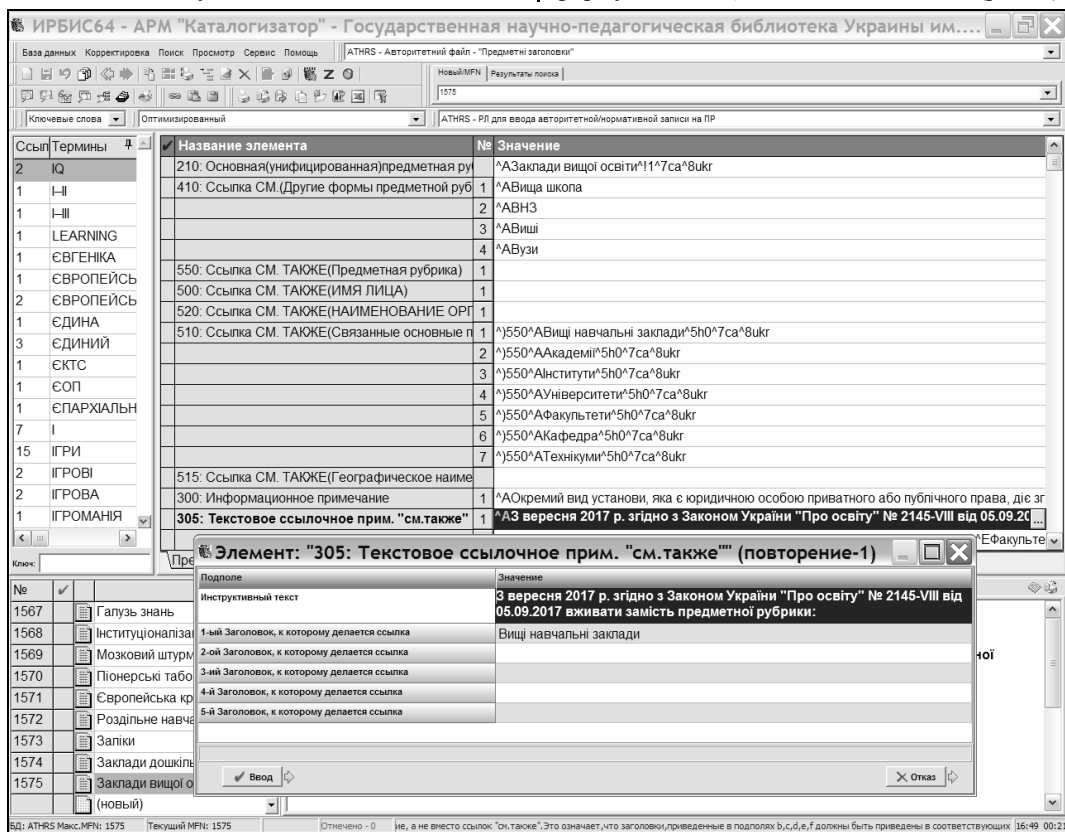 ИРБИС64 - АРМ "Каталогизатор" - Государственная научно-педагогическая библиотека Украины им....
База данных Корректировка Поиск Просмотр Сервис Помощь
ATHRS - Авторитетний файл - "Предметні заголовки"
Новый/MFN Результаты поиска
1575
Ключевые слова
Оптимизированный
ATHRS - РЛ для ввода авторитетной/нормативной записи на ПР
Ссып Термины
2 IQ
1 I–II
1 I–III
1 LEARNING
1 ЄВГЕНІКА
1 ЄВРОПЕЙСЬ
2 ЄВРОПЕЙСЬ
1 ЄДИНА
3 ЄДИНИЙ
1 ЄКТС
1 ЄОП
1 ЄПАРХІАЛЬН
7 І
15 ІГРИ
2 ІГРОВІ
2 ІГРОВА
1 ІГРОМАНІЯ
Ключ:
Название элемента № Значение
210: Основная(унифицированная)предметная ру ^AЗаклади вищої освіти^!1^7ca^8ukr
410: Ссылка СМ.(Другие формы предметной руб 1 ^AВища школа
2 ^AВНЗ
3 ^AВиші
4 ^AВузи
550: Ссылка СМ. ТАКЖЕ(Предметная рубрика) 1
500: Ссылка СМ. ТАКЖЕ(ИМЯ ЛИЦА) 1
520: Ссылка СМ. ТАКЖЕ(НАИМЕНОВАНИЕ ОРГ 1
510: Ссылка СМ. ТАКЖЕ(Связанные основные п 1 ^)550^AВищі навчальні заклади^5h0^7ca^8ukr
2 ^)550^AАкадемії^5h0^7ca^8ukr
3 ^)550^AІнститути^5h0^7ca^8ukr
4 ^)550^AУніверситети^5h0^7ca^8ukr
5 ^)550^AФакультети^5h0^7ca^8ukr
6 ^)550^AКафедра^5h0^7ca^8ukr
7 ^)550^AТехнікуми^5h0^7ca^8ukr
515: Ссылка СМ. ТАКЖЕ(Географическое наиме
300: Информационное примечание 1 ^AОкремий вид установи, яка є юридичною особою приватного або публічного права, діє зг
305: Текстовое ссылочное прим. "см.также" 1 ^AЗ вересня 2017 р. згідно з Законом України "Про освіту" № 2145-VIII від 05.09.20 ...
^EФакульте
Пре
Элемент: "305: Текстовое ссылочное прим. "см.также"" (повторение-1)
Подполе Значение
Инструктивный текст З вересня 2017 р. згідно з Законом України "Про освіту" № 2145-VIII від
05.09.2017 вживати замість предметної рубрики:
1-ый Заголовок, к которому делается ссылка Вищі навчальні заклади
2-ой Заголовок, к которому делается ссылка
3-ий Заголовок, к которому делается ссылка
4-й Заголовок, к которому делается ссылка
5-й Заголовок, к которому делается ссылка
Ввод Отказ
№
1567 Галузь знань
1568 Інституціоналіза
1569 Мозковий штурм
ної
1570 Піонерські табо
1571 Європейська кр
1572 Роздільне навча
1573 Заліки
1574 Заклади дошкіль
1575 Заклади вищої о
(новый)
БД: ATHRS Макс.MFN: 1575 Текущий MFN: 1575 Отмечено - 0 ие, а не вместо ссылок "см.также".Это означает,что заголовки,приведенные в подполях b,c,d,e,f должны быть приведены в соответствующих 16:49 00:21